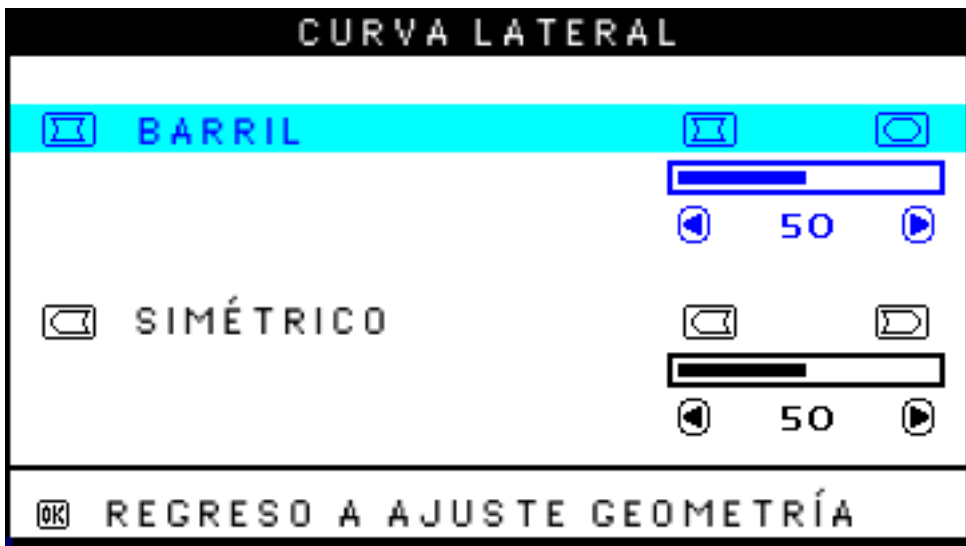 CURVA LATERAL
BARRIL
50
SIMÉTRICO
50
OK REGRESO A AJUSTE GEOMETRÍA